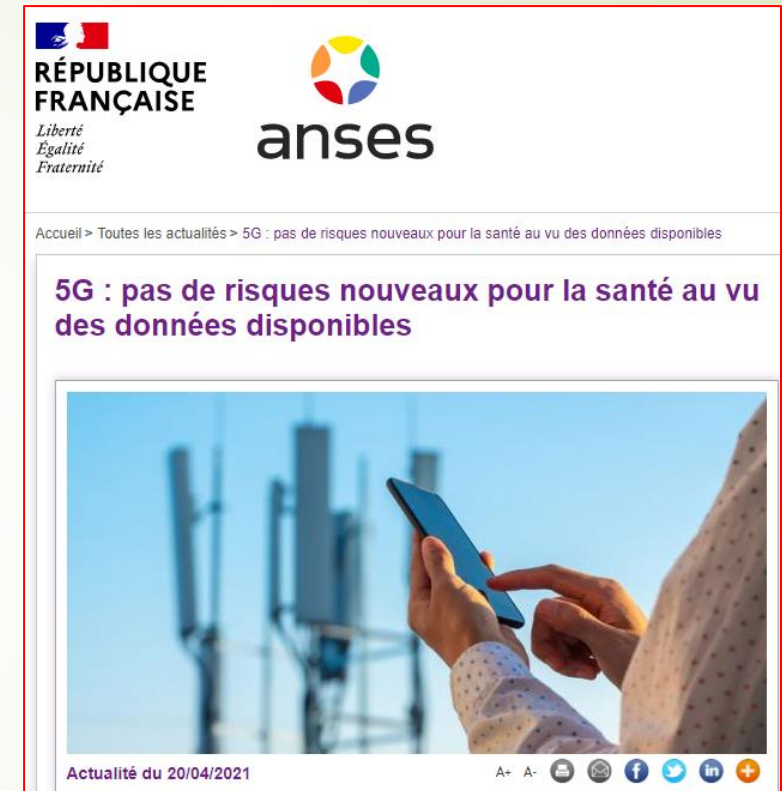 RÉPUBLIQUE
FRANÇAISE
Liberté
Égalité
Fraternité
anses
Accueil > Toutes les actualités > 5G : pas de risques nouveaux pour la santé au vu des données disponibles
5G : pas de risques nouveaux pour la santé au vu
des données disponibles
Actualité du 20/04/2021
A+ A-